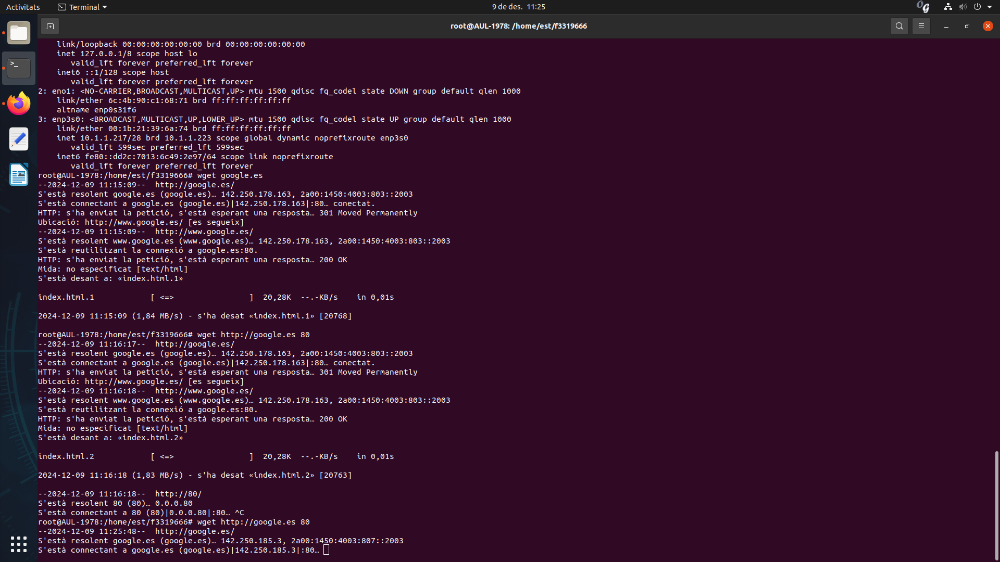 Activitats
Terminal
9 de des. 11:25
root@AUL-1978: /home/est/f3319666
    link/loopback 00:00:00:00:00:00 brd 00:00:00:00:00:00
    inet 127.0.0.1/8 scope host lo
       valid_lft forever preferred_lft forever
    inet6 ::1/128 scope host
       valid_lft forever preferred_lft forever
2: eno1: <NO-CARRIER,BROADCAST,MULTICAST,UP> mtu 1500 qdisc fq_codel state DOWN group default qlen 1000
    link/ether 6c:4b:90:c1:68:71 brd ff:ff:ff:ff:ff:ff
    altname enp0s31f6
3: enp3s0: <BROADCAST,MULTICAST,UP,LOWER_UP> mtu 1500 qdisc fq_codel state UP group default qlen 1000
    link/ether 00:1b:21:39:6a:74 brd ff:ff:ff:ff:ff:ff
    inet 10.1.1.217/28 brd 10.1.1.223 scope global dynamic noprefixroute enp3s0
       valid_lft 599sec preferred_lft 599sec
    inet6 fe80::dd2c:7013:6c49:2e97/64 scope link noprefixroute
       valid_lft forever preferred_lft forever
root@AUL-1978:/home/est/f3319666# wget google.es
--2024-12-09 11:15:09--  http://google.es/
S'està resolent google.es (google.es)… 142.250.178.163, 2a00:1450:4003:803::2003
S'està connectant a google.es (google.es)|142.250.178.163|:80… conectat.
HTTP: s'ha enviat la petició, s'està esperant una resposta… 301 Moved Permanently
Ubicació: http://www.google.es/ [es segueix]
--2024-12-09 11:15:09--  http://www.google.es/
S'està resolent www.google.es (www.google.es)… 142.250.178.163, 2a00:1450:4003:803::2003
S'està reutilitzant la connexió a google.es:80.
HTTP: s'ha enviat la petició, s'està esperant una resposta… 200 OK
Mida: no especificat [text/html]
S'està desant a: «index.html.1»
index.html.1            [ <=>                ]  20,28K  --.-KB/s    in 0,01s
2024-12-09 11:15:09 (1,84 MB/s) - s'ha desat «index.html.1» [20768]
root@AUL-1978:/home/est/f3319666# wget http://google.es 80
--2024-12-09 11:16:17--  http://google.es/
S'està resolent google.es (google.es)… 142.250.178.163, 2a00:1450:4003:803::2003
S'està connectant a google.es (google.es)|142.250.178.163|:80… conectat.
HTTP: s'ha enviat la petició, s'està esperant una resposta… 301 Moved Permanently
Ubicació: http://www.google.es/ [es segueix]
--2024-12-09 11:16:18--  http://www.google.es/
S'està resolent www.google.es (www.google.es)… 142.250.178.163, 2a00:1450:4003:803::2003
S'està reutilitzant la connexió a google.es:80.
HTTP: s'ha enviat la petició, s'està esperant una resposta… 200 OK
Mida: no especificat [text/html]
S'està desant a: «index.html.2»
index.html.2            [ <=>                ]  20,28K  --.-KB/s    in 0,01s
2024-12-09 11:16:18 (1,83 MB/s) - s'ha desat «index.html.2» [20763]
--2024-12-09 11:16:18--  http://80/
S'està resolent 80 (80)… 0.0.0.80
S'està connectant a 80 (80)|0.0.0.80|:80… ^C
root@AUL-1978:/home/est/f3319666# wget http://google.es 80
--2024-12-09 11:25:48--  http://google.es/
S'està resolent google.es (google.es)… 142.250.185.3, 2a00:1450:4003:807::2003
S'està connectant a google.es (google.es)|142.250.185.3|:80…